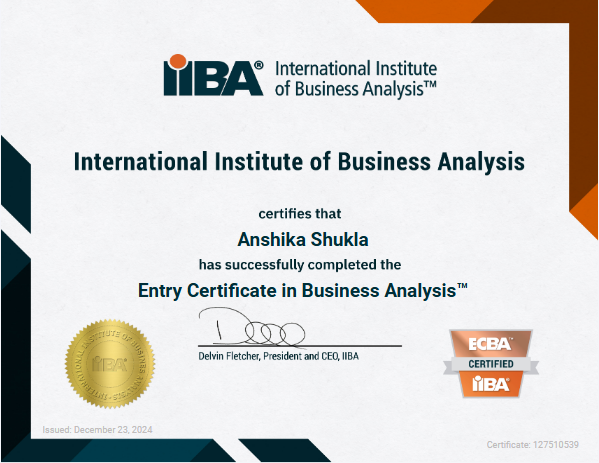 iiBA® International Institute
of Business Analysis™
International Institute of Business Analysis
certifies that
Anshika Shukla
has successfully completed the
Entry Certificate in Business Analysis™
Delvin Fletcher, President and CEO, IIBA
INTERNATIONAL INSTITUTE OF BUSINESS ANALYSIS
iiBA®
ECBA™
CERTIFIED
iiBA®
Issued: December 23, 2024
Certificate: 127510539